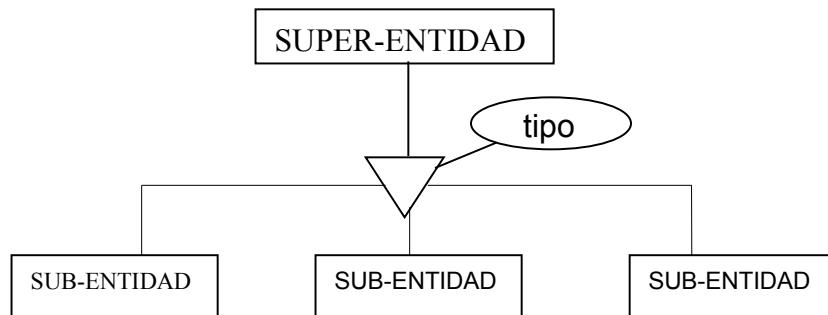 SUPER-ENTIDAD
tipo
SUB-ENTIDAD
SUB-ENTIDAD
SUB-ENTIDAD